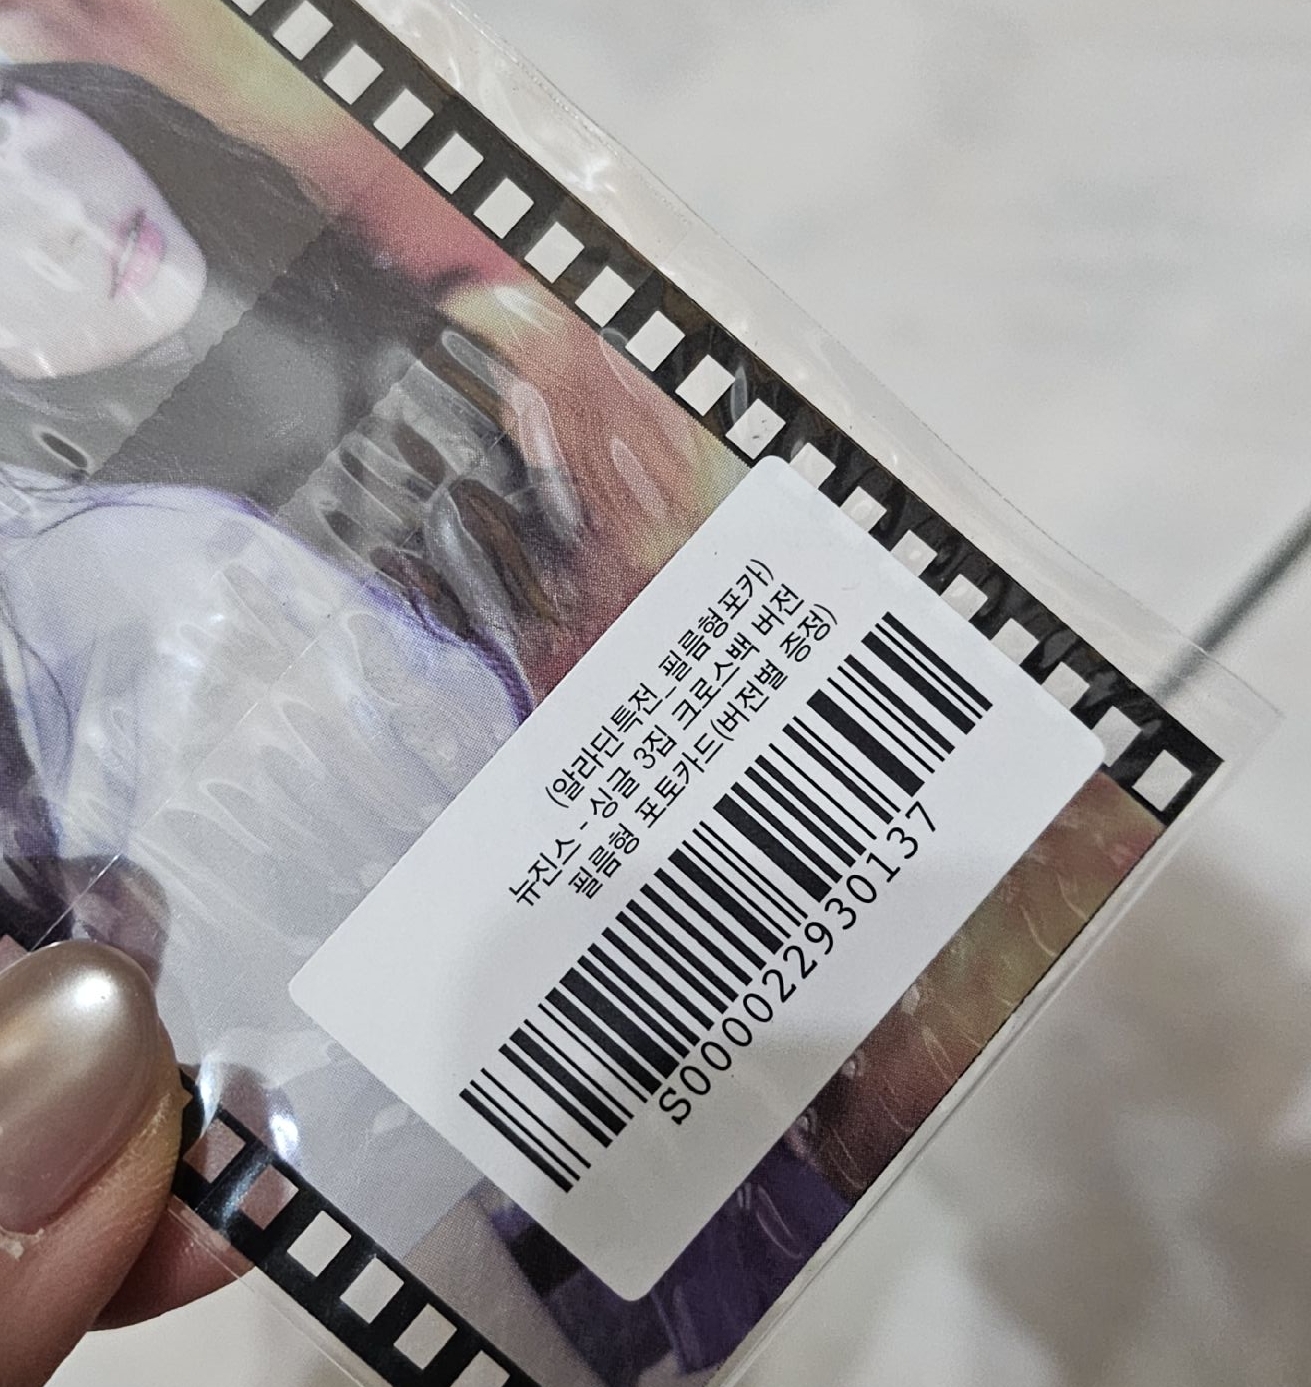 (알라딘특전_필름형포카)
뉴진스 - 싱글 3집 크로스백 버전
필름형 포토카드(버전별 증정)
S000022930137